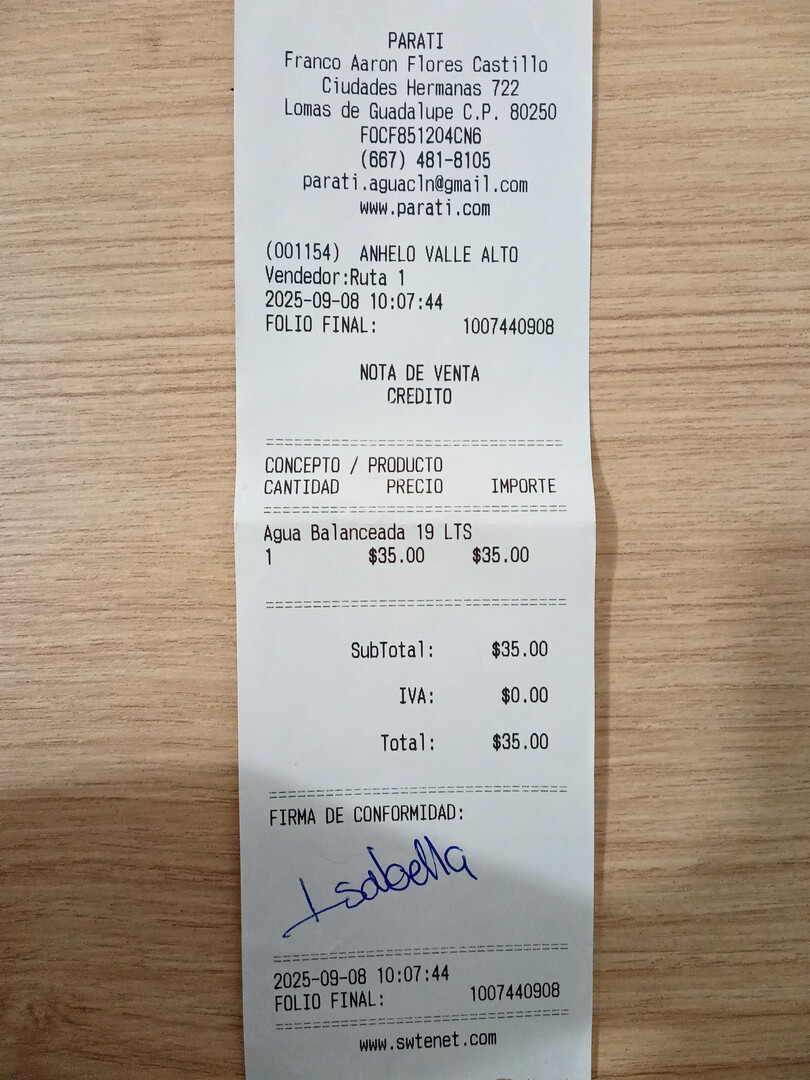 PARATI
Franco Aaron Flores Castillo
Ciudades Hermanas 722
Lomas de Guadalupe C.P. 80250
FOCF851204CN6
(667) 481-8105
parati.aguacln@gmail.com
www.parati.com
(001154) ANHELO VALLE ALTO
Vendedor:Ruta 1
2025-09-08 10:07:44
FOLIO FINAL: 1007440908
NOTA DE VENTA
CREDITO
CONCEPTO / PRODUCTO
CANTIDAD PRECIO IMPORTE
Agua Balanceada 19 LTS
1 $35.00 $35.00
SubTotal: $35.00
IVA: $0.00
Total: $35.00
FIRMA DE CONFORMIDAD:
Isabella
2025-09-08 10:07:44
FOLIO FINAL: 1007440908
www.swtenet.com